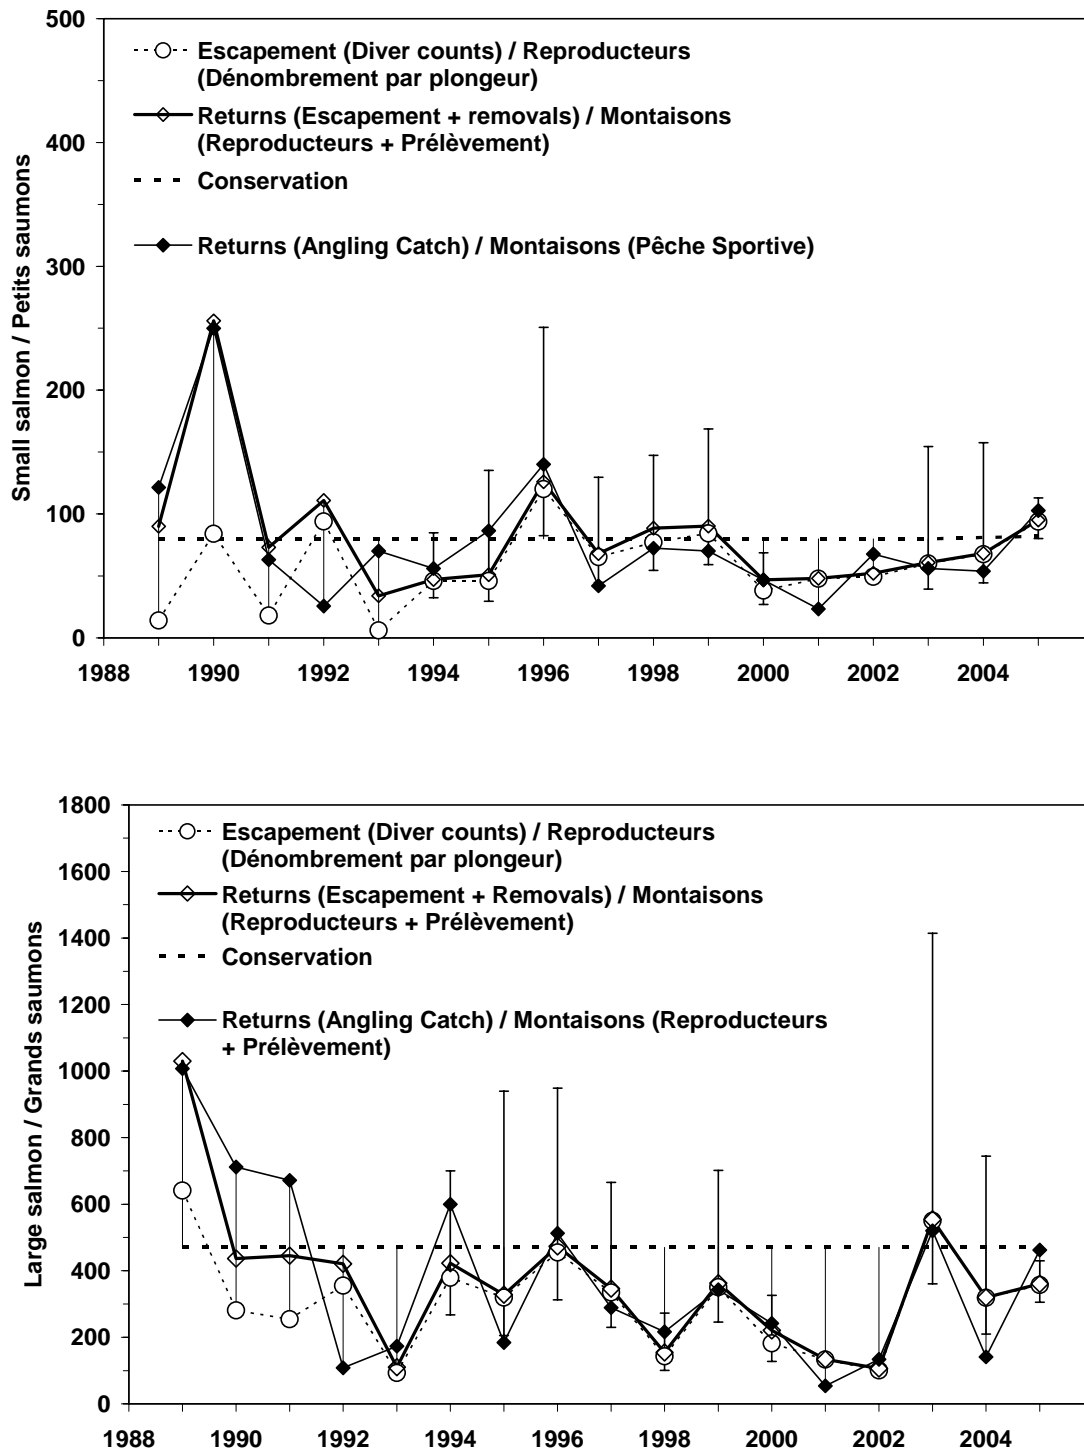 500
400
300
200
100
0
Small salmon / Petits saumons
Escapement (Diver counts) / Reproducteurs
(Dénombrement par plongeur)
Returns (Escapement + removals) / Montaisons
(Reproducteurs + Prélèvement)
Conservation
Returns (Angling Catch) / Montaisons (Pêche Sportive)
1988 1990 1992 1994 1996 1998 2000 2002 2004
1800
1600
1400
1200
1000
800
600
400
200
0
Large salmon / Grands saumons
Escapement (Diver counts) / Reproducteurs
(Dénombrement par plongeur)
Returns (Escapement + Removals) / Montaisons
(Reproducteurs + Prélèvement)
Conservation
Returns (Angling Catch) / Montaisons (Reproducteurs
+ Prélèvement)
1988 1990 1992 1994 1996 1998 2000 2002 2004